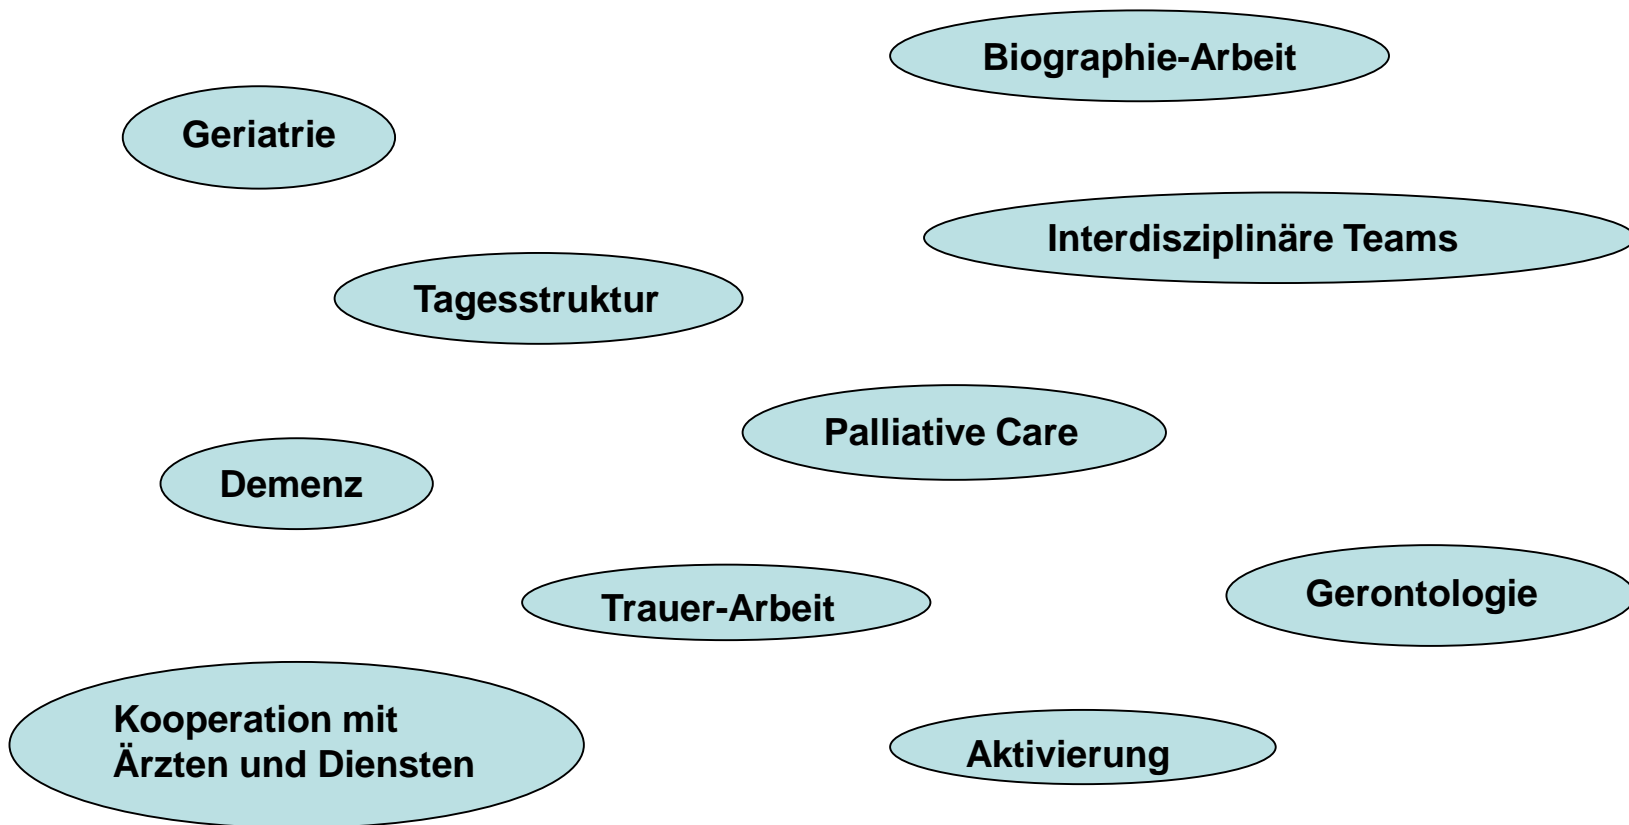 Biographie-Arbeit
Geriatrie
Interdisziplinäre Teams
Tagesstruktur
Palliative Care
Demenz
Gerontologie
Trauer-Arbeit
Kooperation mit
Ärzten und Diensten
Aktivierung